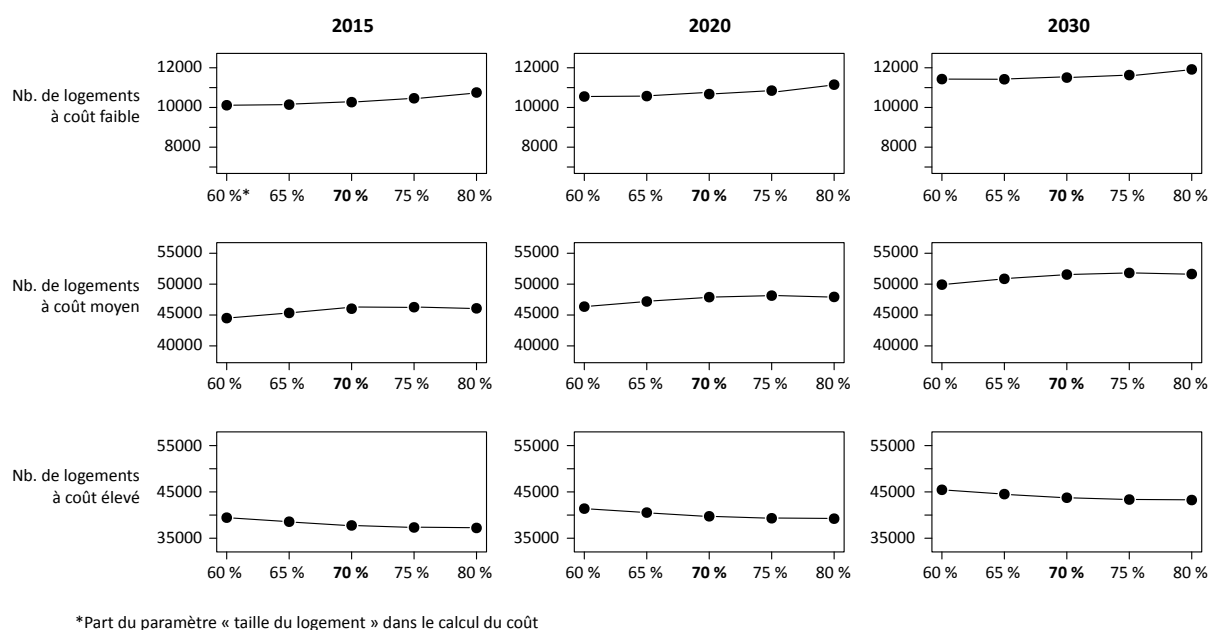 2015 2020 2030
Nb. de logements
à coût faible
12000
10000
8000
60 %* 65 % 70 % 75 % 80 %
12000
10000
8000
60 % 65 % 70 % 75 % 80 %
12000
10000
8000
60 % 65 % 70 % 75 % 80 %
Nb. de logements
à coût moyen
55000
50000
45000
40000
60 % 65 % 70 % 75 % 80 %
55000
50000
45000
40000
60 % 65 % 70 % 75 % 80 %
55000
50000
45000
40000
60 % 65 % 70 % 75 % 80 %
Nb. de logements
à coût élevé
55000
45000
35000
60 % 65 % 70 % 75 % 80 %
55000
45000
35000
60 % 65 % 70 % 75 % 80 %
55000
45000
35000
60 % 65 % 70 % 75 % 80 %
*Part du paramètre « taille du logement » dans le calcul du coût